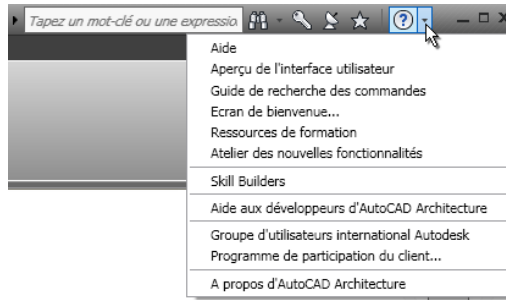 Tapez un mot-clé ou une expressio
Aide
Aperçu de l'interface utilisateur
Guide de recherche des commandes
Ecran de bienvenue...
Ressources de formation
Atelier des nouvelles fonctionnalités
Skill Builders
Aide aux développeurs d'AutoCAD Architecture
Groupe d'utilisateurs international Autodesk
Programme de participation du client...
A propos d'AutoCAD Architecture